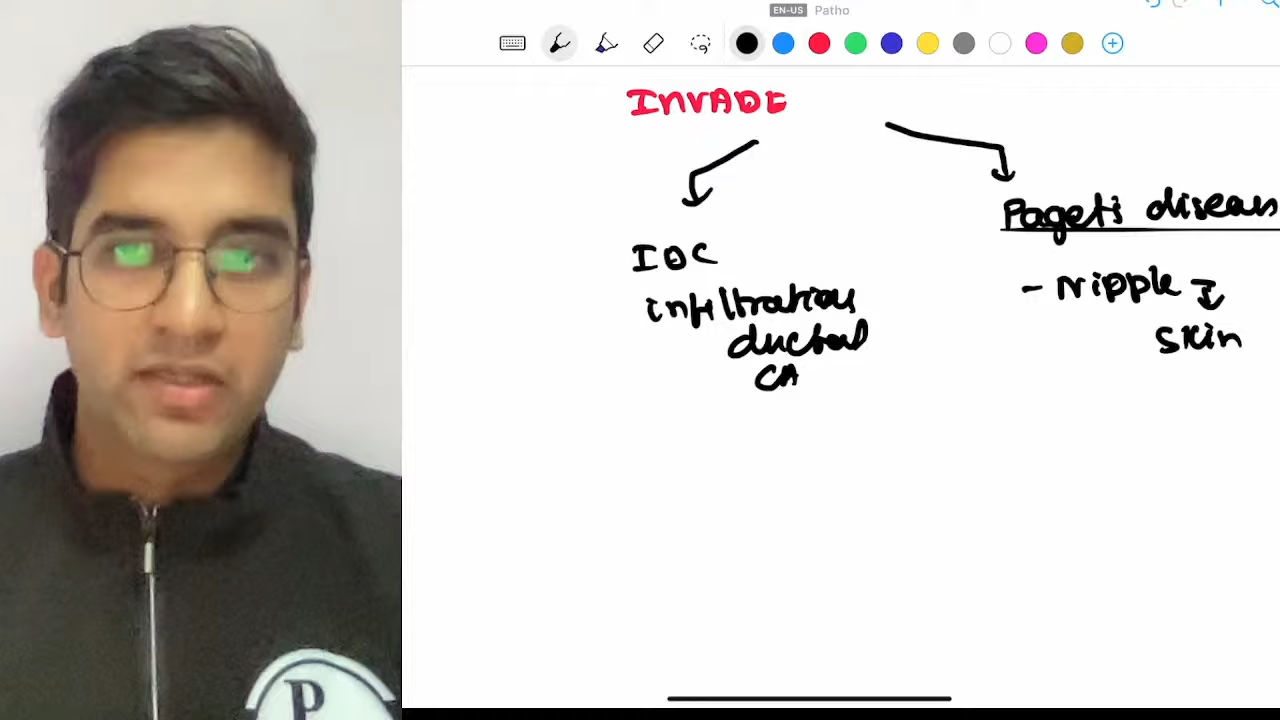 EN-US Patho
INVADE
IDC
infiltrating
ductal
CA
Paget's disease
- Nipple
skin
P